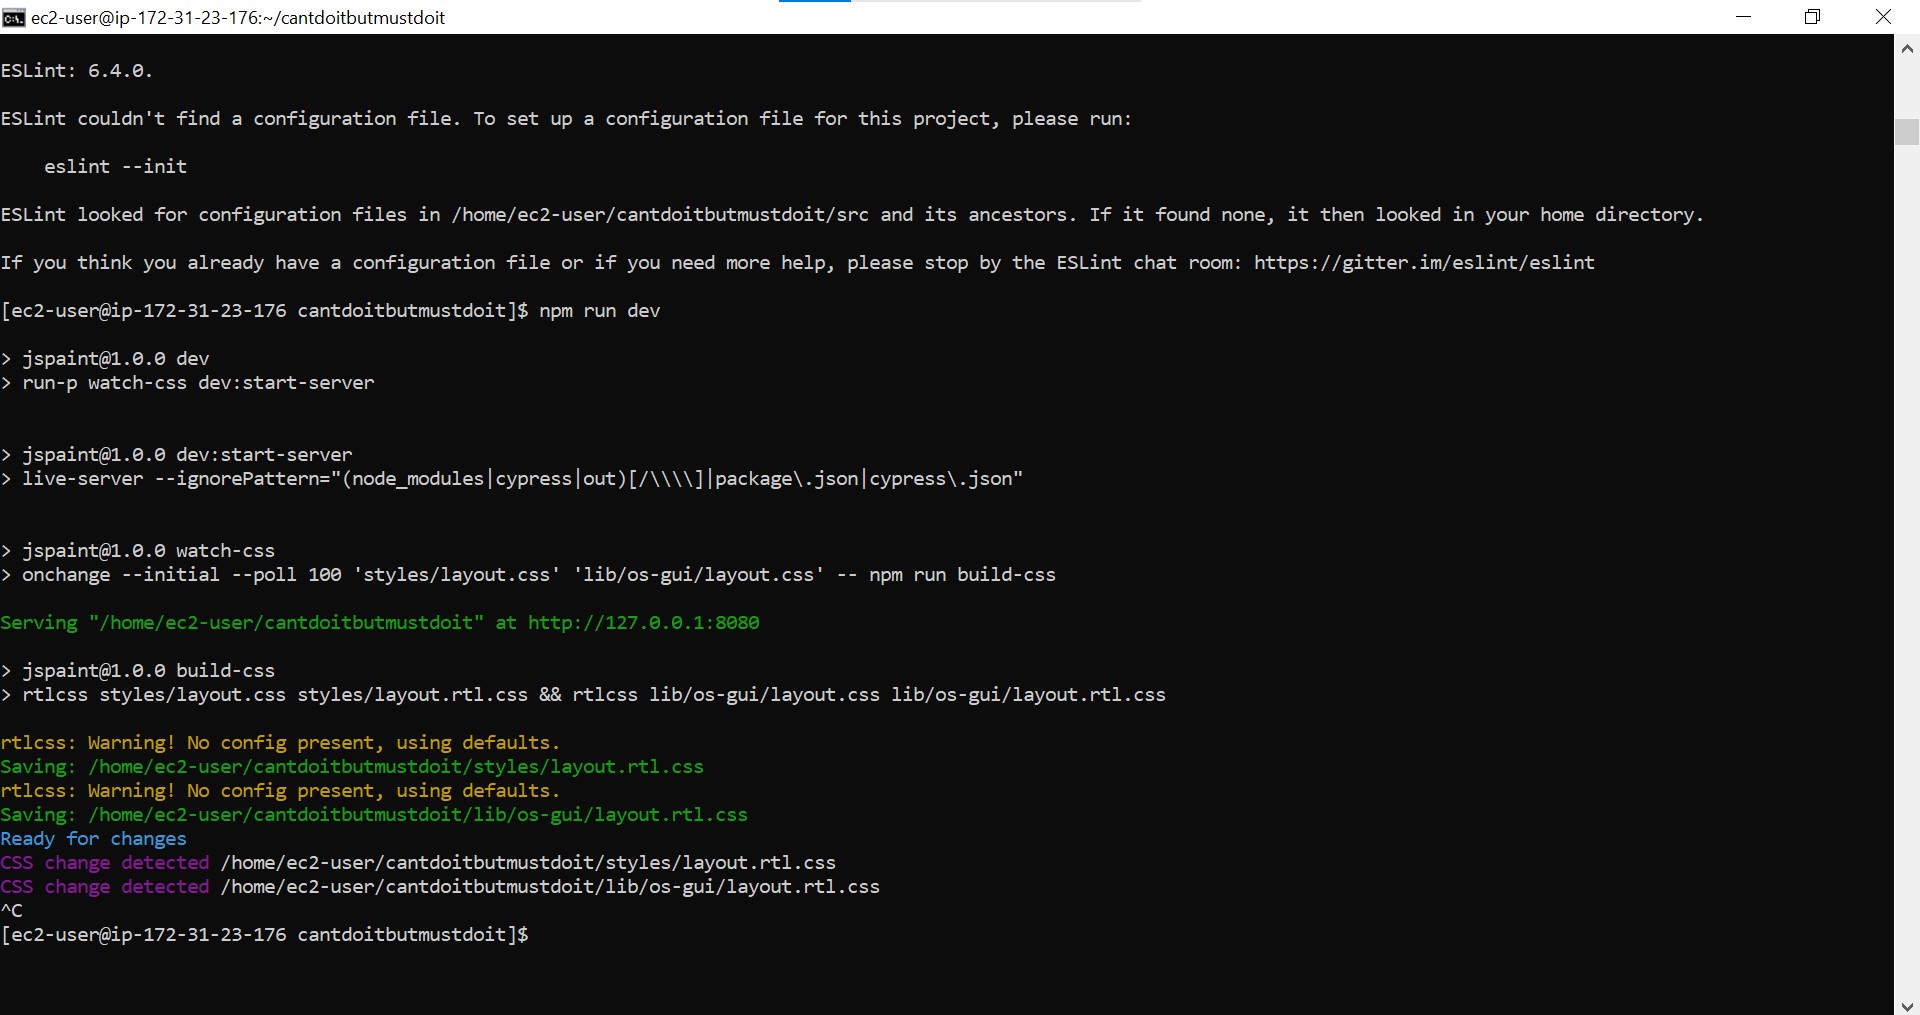 ec2-user@ip-172-31-23-176:~/cantdoitbutmustdoit
ESLint: 6.4.0.
ESLint couldn't find a configuration file. To set up a configuration file for this project, please run:
eslint --init
ESLint looked for configuration files in /home/ec2-user/cantdoitbutmustdoit/src and its ancestors. If it found none, it then looked in your home directory.
If you think you already have a configuration file or if you need more help, please stop by the ESLint chat room: https://gitter.im/eslint/eslint
[ec2-user@ip-172-31-23-176 cantdoitbutmustdoit]$ npm run dev
> jspaint@1.0.0 dev
> run-p watch-css dev:start-server
> jspaint@1.0.0 dev:start-server
> live-server --ignorePattern="(node_modules|cypress|out)[/\\\\]|package\.json|cypress\.json"
> jspaint@1.0.0 watch-css
> onchange --initial --poll 100 'styles/layout.css' 'lib/os-gui/layout.css' -- npm run build-css
Serving "/home/ec2-user/cantdoitbutmustdoit" at http://127.0.0.1:8080
> jspaint@1.0.0 build-css
> rtlcss styles/layout.css styles/layout.rtl.css && rtlcss lib/os-gui/layout.css lib/os-gui/layout.rtl.css
rtlcss: Warning! No config present, using defaults.
Saving: /home/ec2-user/cantdoitbutmustdoit/styles/layout.rtl.css
rtlcss: Warning! No config present, using defaults.
Saving: /home/ec2-user/cantdoitbutmustdoit/lib/os-gui/layout.rtl.css
Ready for changes
CSS change detected /home/ec2-user/cantdoitbutmustdoit/styles/layout.rtl.css
CSS change detected /home/ec2-user/cantdoitbutmustdoit/lib/os-gui/layout.rtl.css
^C
[ec2-user@ip-172-31-23-176 cantdoitbutmustdoit]$